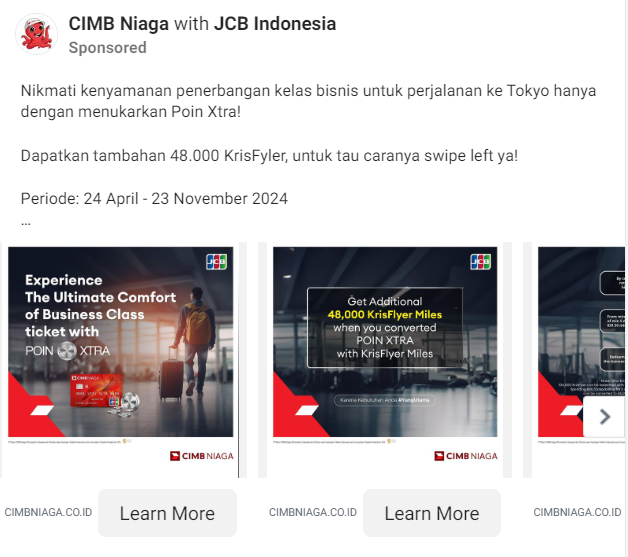 CIMB Niaga with JCB Indonesia
Sponsored
Nikmati kenyamanan penerbangan kelas bisnis untuk perjalanan ke Tokyo hanya
dengan menukarkan Poin Xtra!
Dapatkan tambahan 48.000 KrisFyler, untuk tau caranya swipe left ya!
Periode: 24 April - 23 November 2024
...
JCB
Experience
The Ultimate Comfort
of Business Class
ticket with
POIN XTRA
CIMB NIAGA
CIMB NIAGA
JCB
Get Additional
48,000 KrisFlyer Miles
when you converted
POIN XTRA
with KrisFlyer Miles
Karena Kebutuhan Anda #YangUtama
CIMB NIAGA
CIMBNIAGA.CO.ID
Learn More
CIMBNIAGA.CO.ID
Learn More
CIMBNIAGA.CO.ID